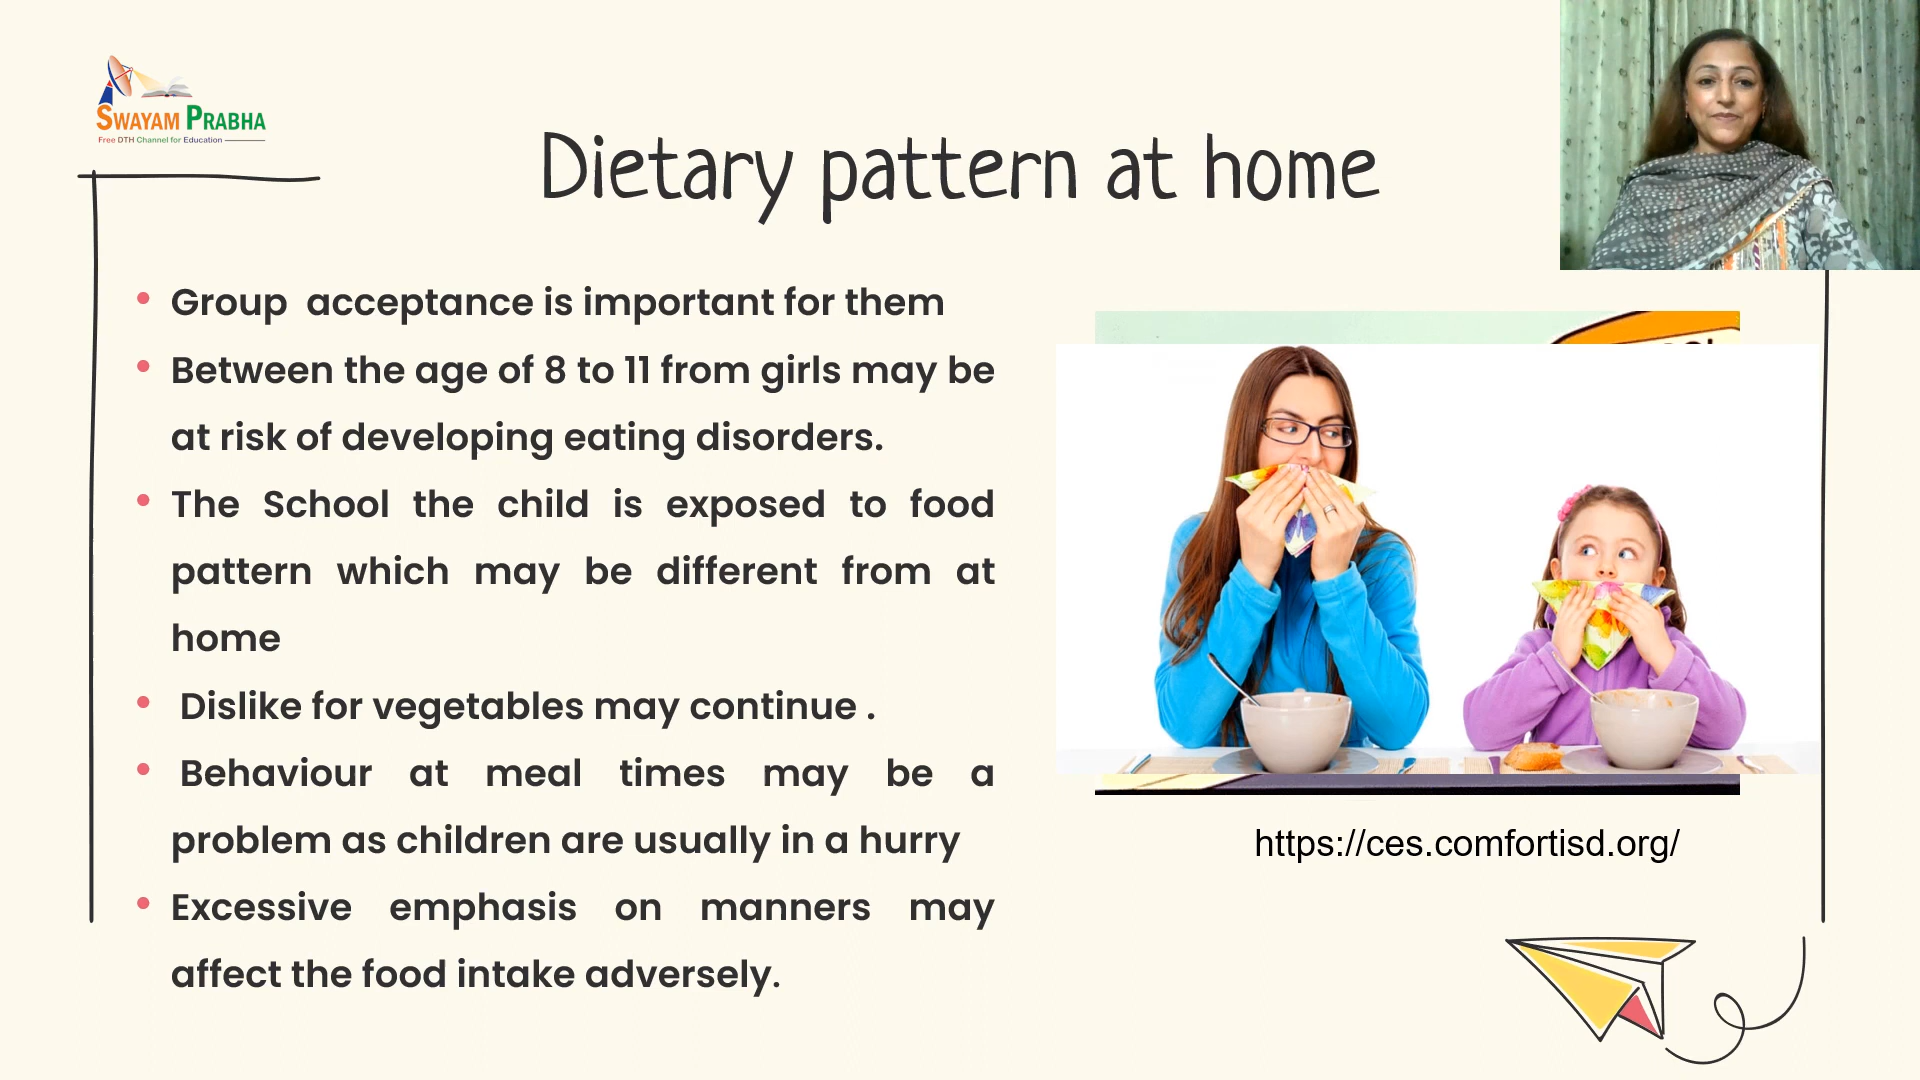 SWAYAM PRABHA
Free DTH Channel for Education
Dietary pattern at home
Group acceptance is important for them
Between the age of 8 to 11 from girls may be
at risk of developing eating disorders.
The School the child is exposed to food
pattern which may be different from at
home
Dislike for vegetables may continue .
Behaviour at meal times may be a
problem as children are usually in a hurry
Excessive emphasis on manners may
affect the food intake adversely.
https://ces.comfortisd.org/